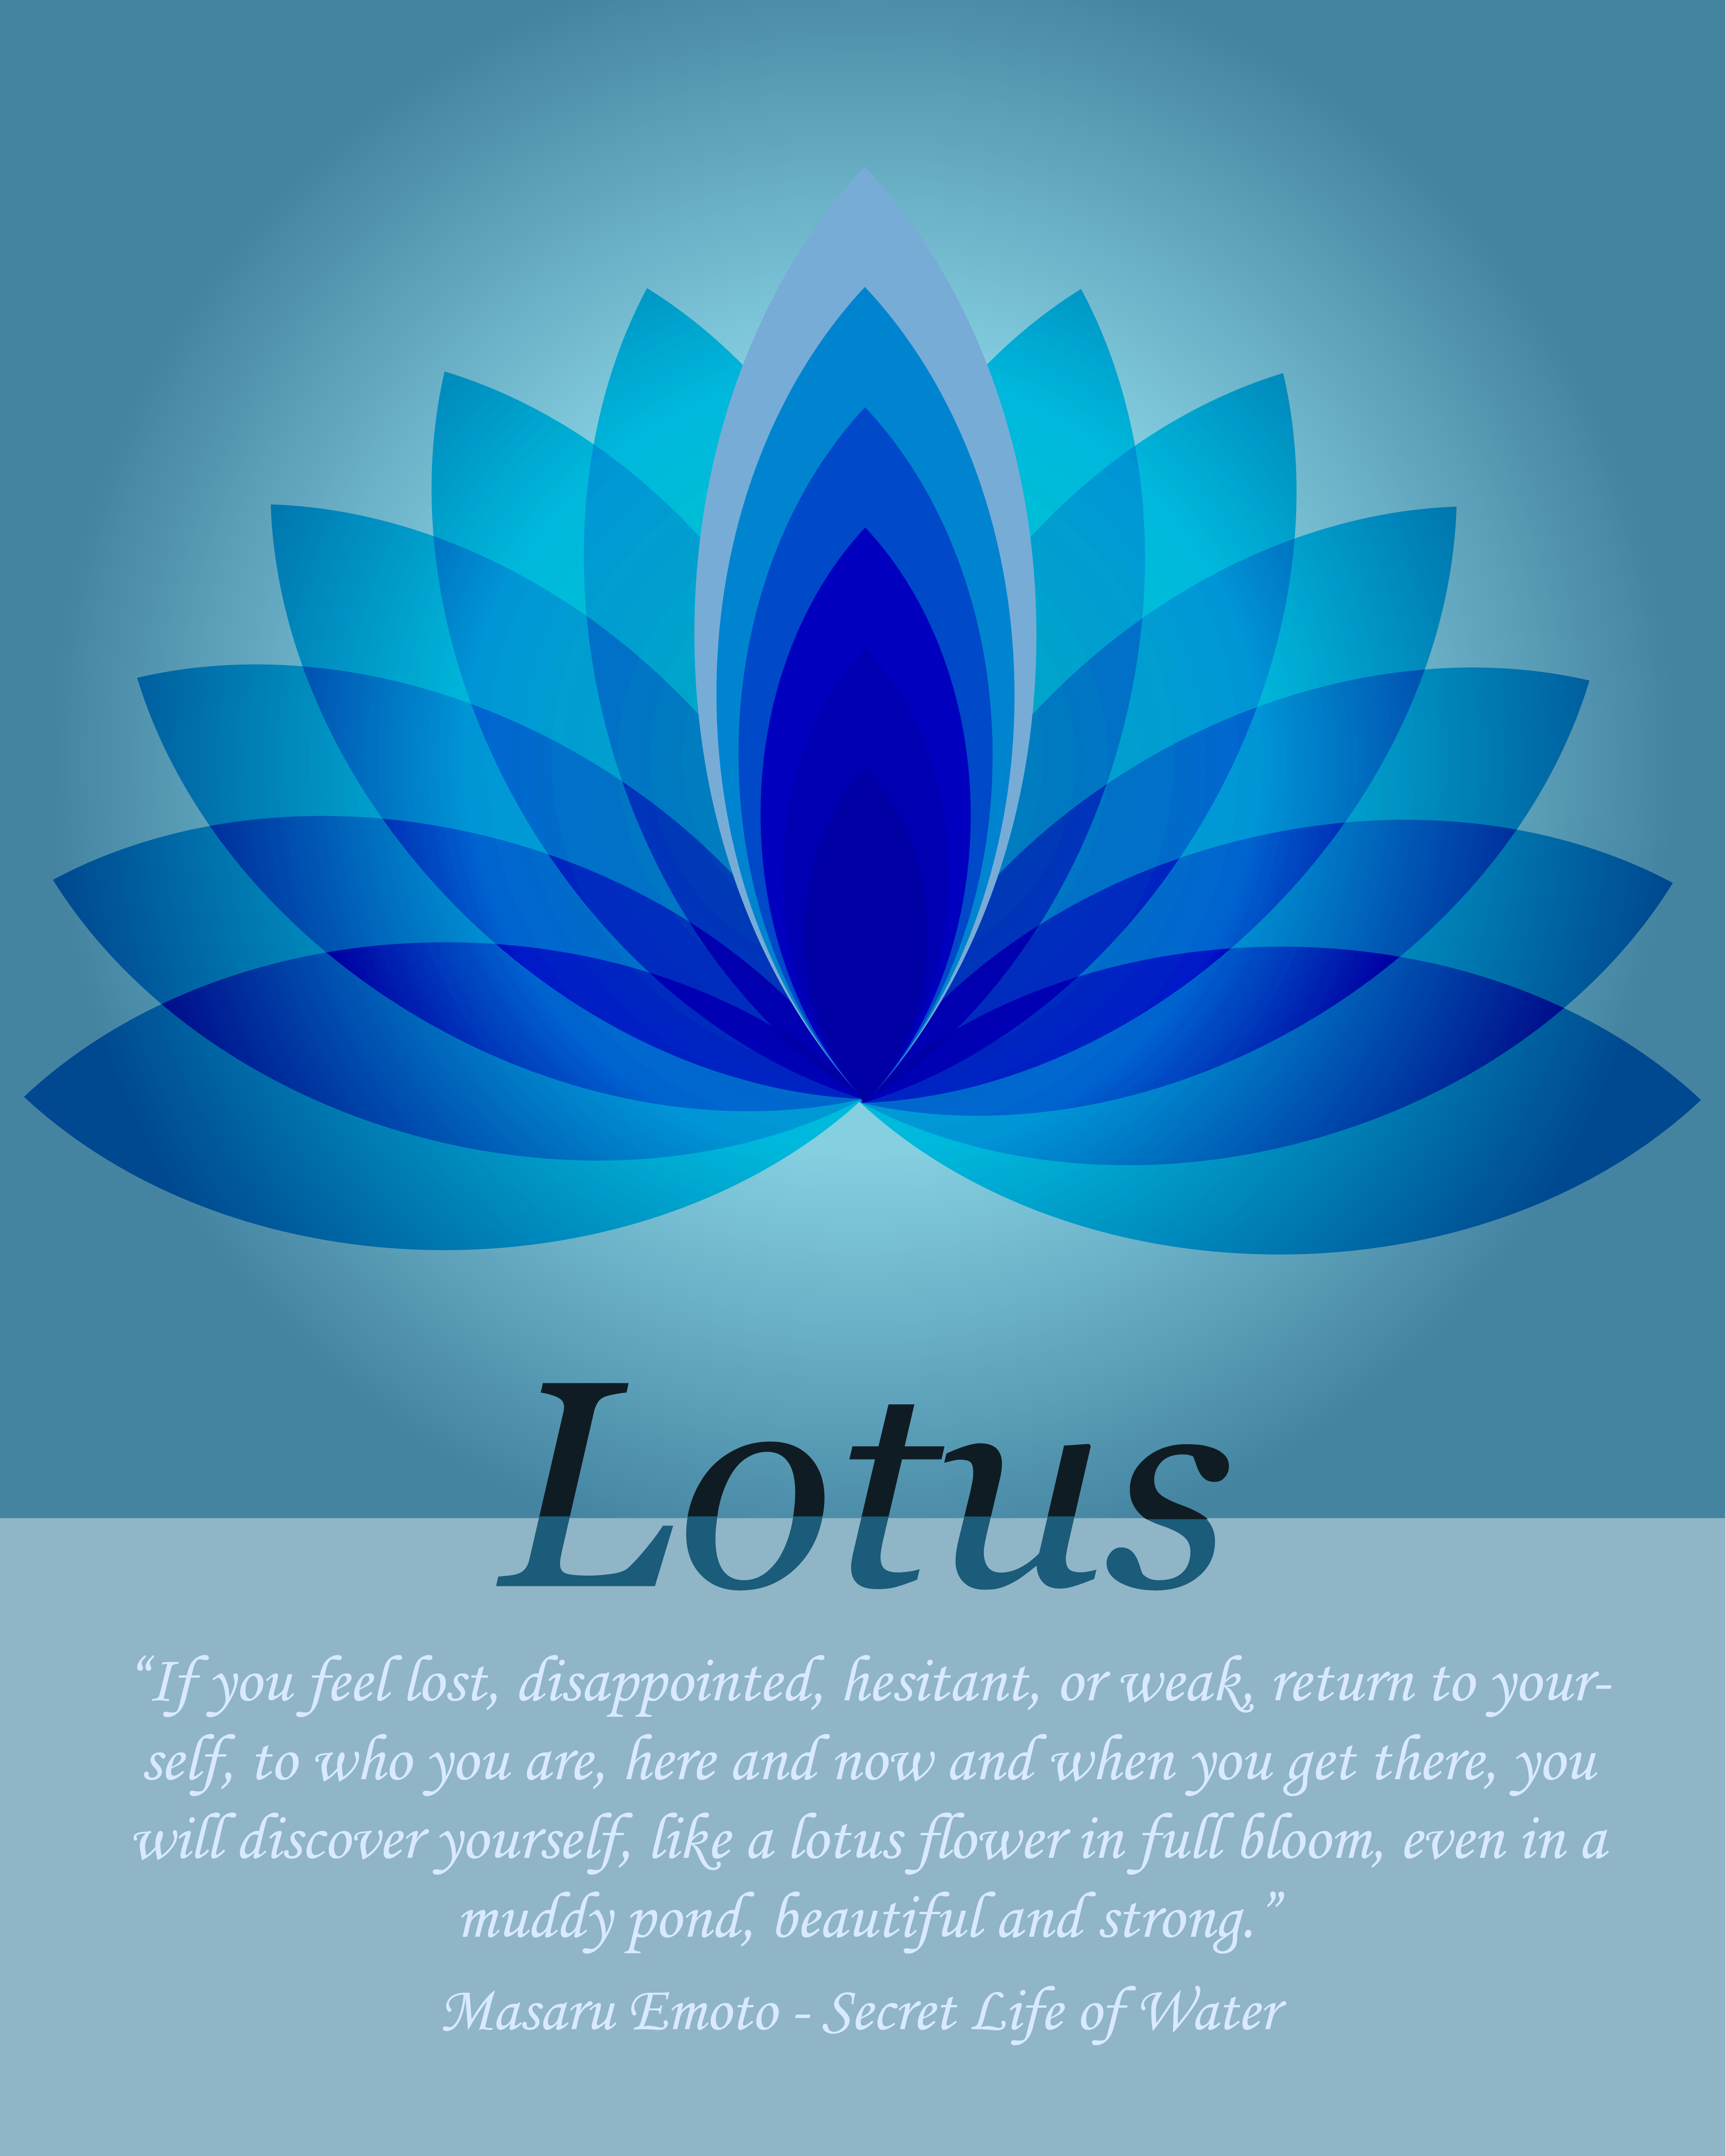 Lotus
“If you feel lost, disappointed, hesitant, or weak, return to your-
self, to who you are, here and now and when you get there, you
will discover yourself, like a lotus flower in full bloom, even in a
muddy pond, beautiful and strong.”
Masaru Emoto - Secret Life of Water